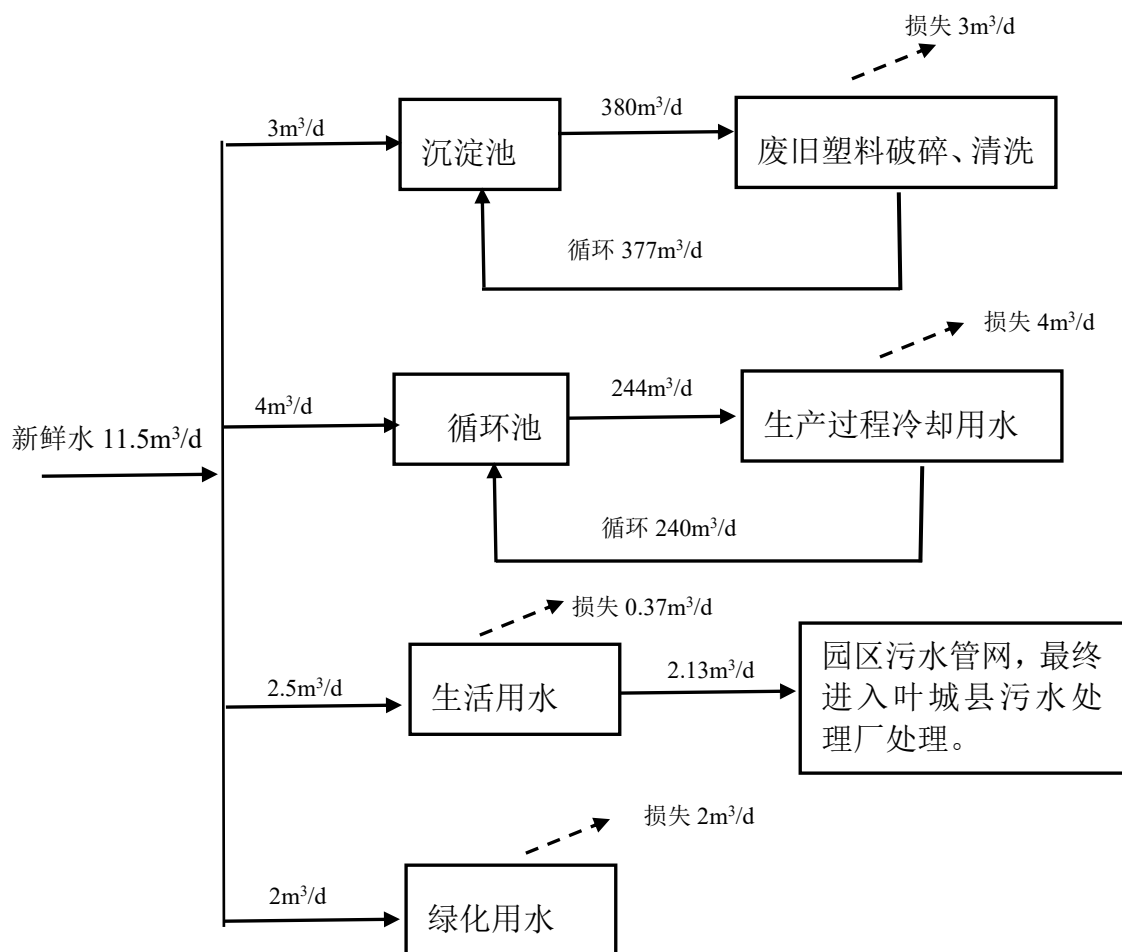 损失 3m³/d
3m³/d
380m³/d
沉淀池
废旧塑料破碎、清洗
循环 377m³/d
损失 4m³/d
4m³/d
244m³/d
新鲜水 11.5m³/d
循环池
生产过程冷却用水
循环 240m³/d
损失 0.37m³/d
2.5m³/d
生活用水
2.13m³/d
园区污水管网，最终
进入叶城县污水处
理厂处理。
损失 2m³/d
2m³/d
绿化用水